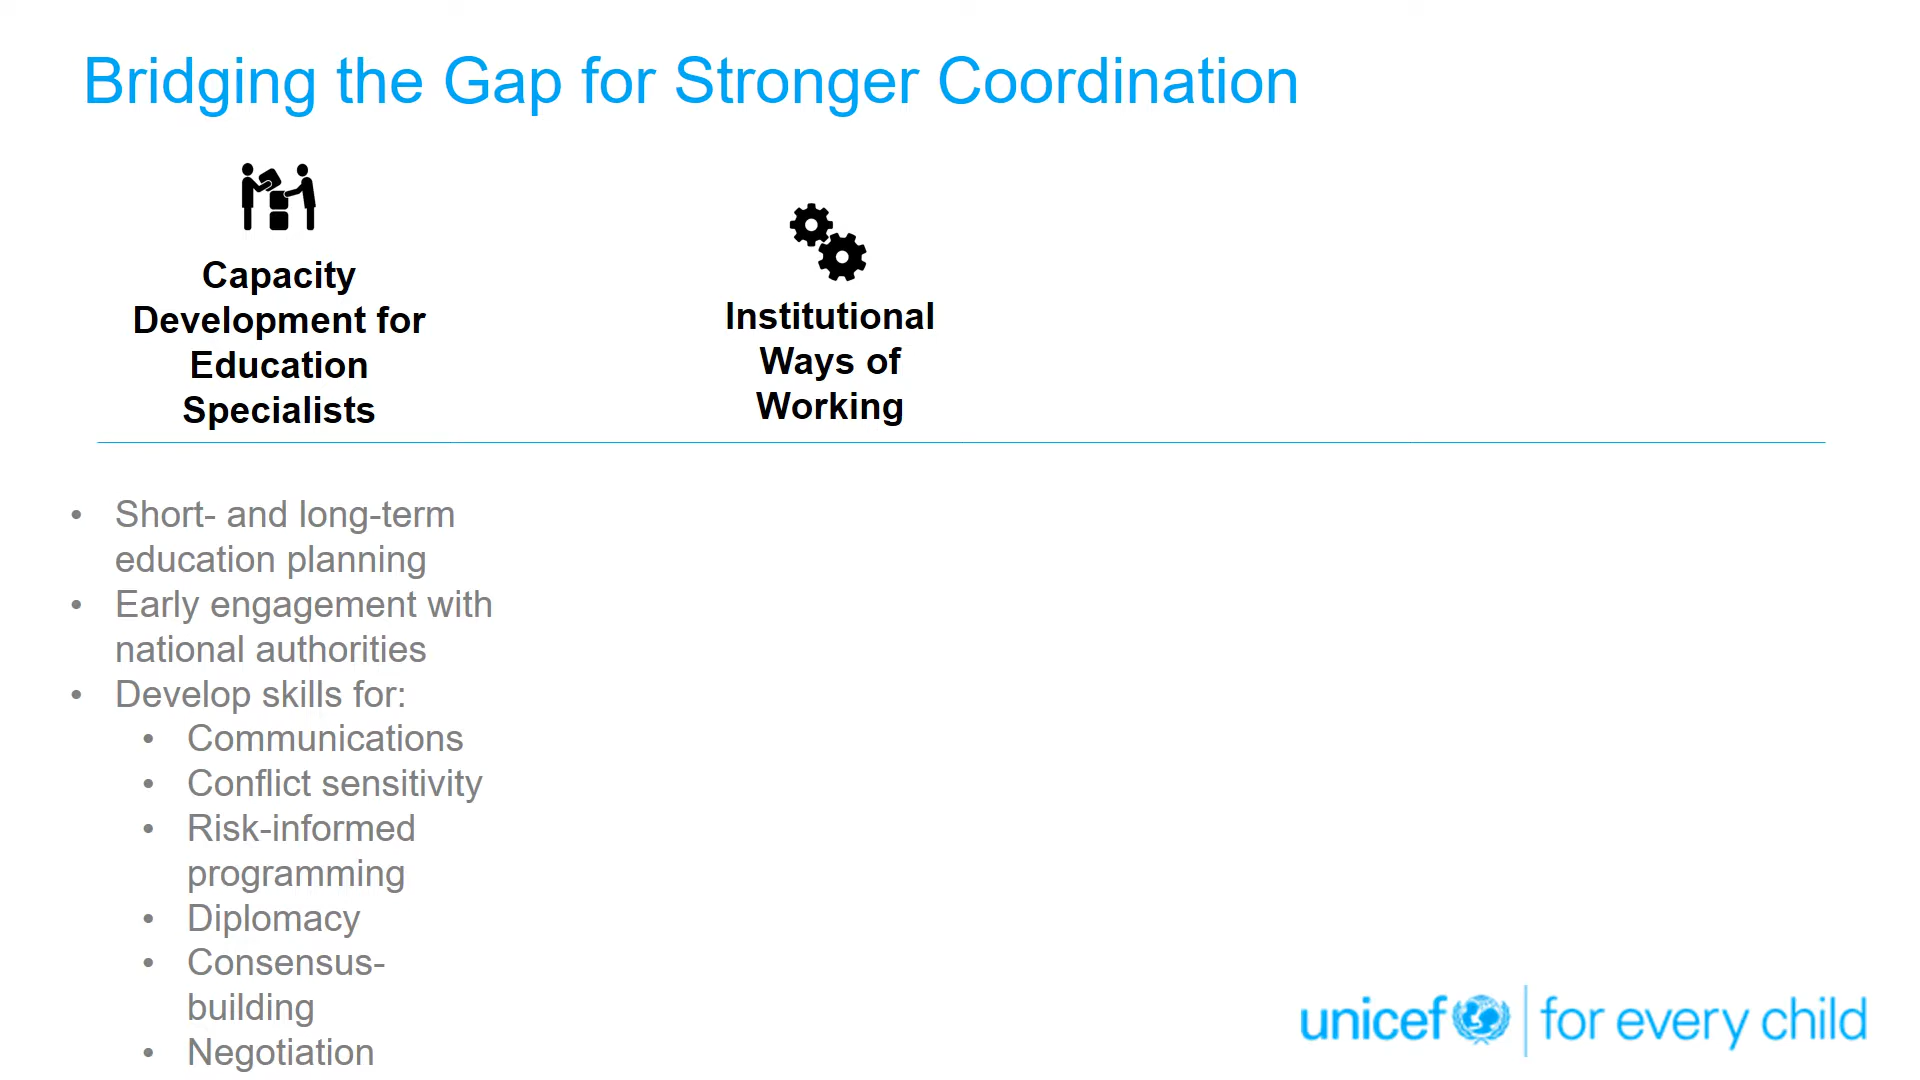 Bridging the Gap for Stronger Coordination
Capacity
Development for
Education
Specialists
Institutional
Ways of
Working
• Short- and long-term
education planning
• Early engagement with
national authorities
• Develop skills for:
• Communications
• Conflict sensitivity
• Risk-informed
programming
• Diplomacy
• Consensus-
building
• Negotiation
unicef | for every child